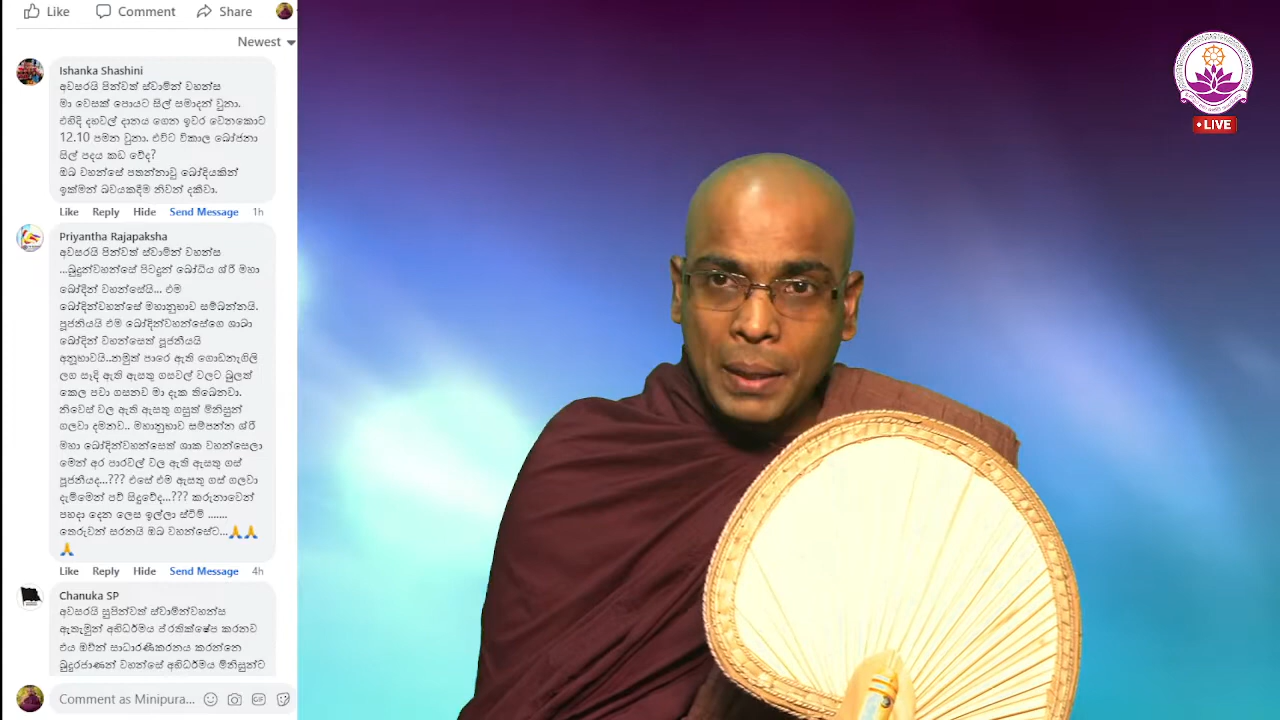 Like Comment Share
Newest
Ishanka Shashini
අවසරයි පින්වත් ස්වාමීන් වහන්ස
මා වෙසක් පොයට සිල් සමාදන් වුනා.
එහිදි දහවල් දානය ගෙන ඉවර වෙනකොට
12.10 පමන වුනා. එවිට විකාල බෝජනා
සිල් පදය කඩ වේද?
ඔබ වහන්සේ පතන්නාවු බෝදියකින්
ඉක්මන් බවයකදීම නිවන් දකීවා.
Like Reply Hide Send Message 1h
Priyantha Rajapaksha
අවසරයි පින්වත් ස්වාමීන් වහන්ස
...බුදුන්වහන්සේ පිටදුන් බෝධිය ශ්රී මහා
බෝදීන් වහන්සේයි... එම
බෝදින්වහන්සේ මහානුභාව සම්බන්නයි.
පූජනියයි එම බෝදින්වහන්සේගෙ ශාඛා
බෝදින් වහන්සෙත් පූජනීයයි
අනුභාවයි..නමුත් පාරෙ ඇති ගොඩනැගිලි
ලග සෑදි ඇති ඇසතු ගසවල් වලට බුලත්
කෙල පවා ගසනව මා දැක තිබෙනවා.
නිවෙස් වල ඇති ඇසතු ගසුත් මිනිසුන්
ගලවා දමනව.. මහානුභාව සම්පන්න ශ්රී
මහා බෝදින්වහන්සෙත් ශාක වහන්සෙලා
මෙන් අර පාරවල් වල ඇති ඇසතු ගස්
පූජනීයද...??? එසේ එම ඇසතු ගස් ගලවා
දැම්මෙන් පව් සිදුවේද...??? කරුනාවෙන්
පහදා දෙන ලෙස ඉල්ලා ස්ටිමි .......
තෙරුවන් සරනයි ඔබ වහන්සේට...🙏🙏
🙏
Like Reply Hide Send Message 4h
Chanuka SP
අවසරයි සුපින්වත් ස්වාමීන්වහන්ස
ඇතැමුන් අභිධර්මය ප්රතික්ෂේප කරනව
එය ඔවුන් සාධාරණීකරනය කරන්නෙ
බුදුරජාණන් වහන්සේ අභිධර්මය මිනිසුන්ට
Comment as Minipura...
GIF
• LIVE